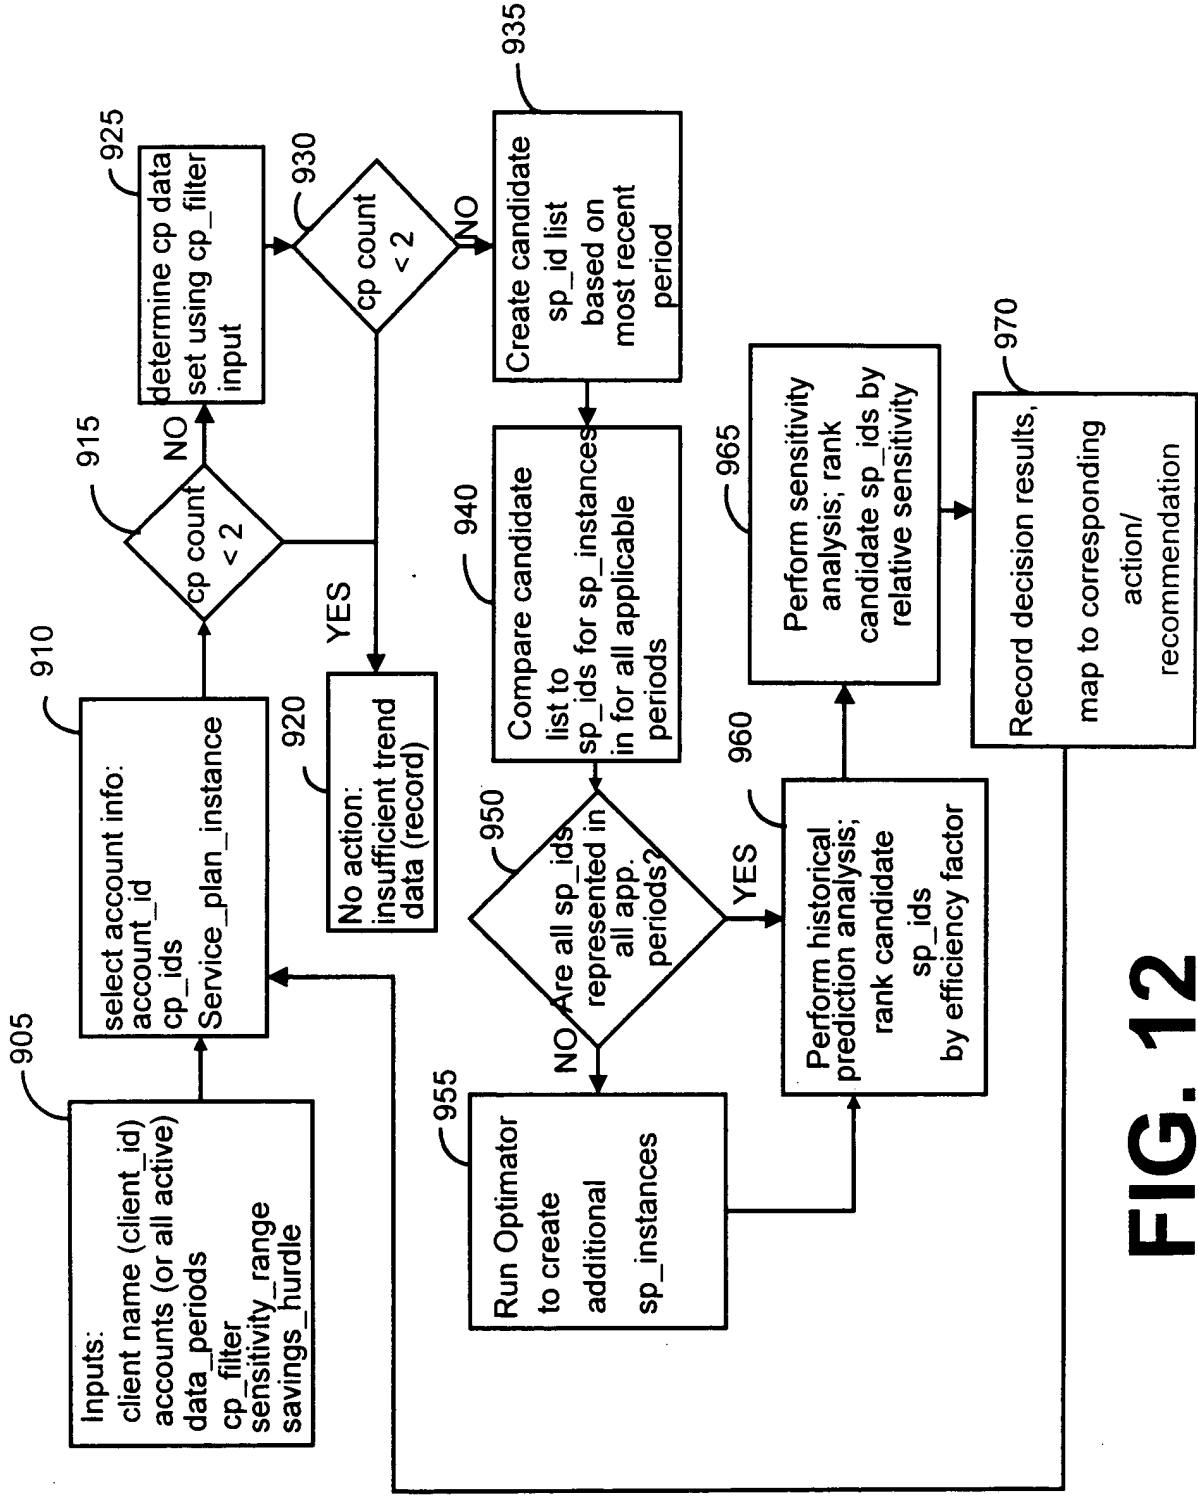 905
Inputs:
client name (client_id)
accounts (or all active)
data_periods
cp_filter
sensitivity_range
savings_hurdle
910
select account info:
account_id
cp_ids
Service_plan_instance
915
cp count
< 2
NO
925
determine cp data
set using cp_filter
input
920
No action:
insufficient trend
data (record)
YES
930
cp count
< 2
NO
935
Create candidate
sp_id list
based on
most recent
period
940
Compare candidate
list to
sp_ids for sp_instances
in for all applicable
periods
950
Are all sp_ids
represented in
all app.
periods?
NO
YES
955
Run Optimator
to create
additional
sp_instances
960
Perform historical
prediction analysis;
rank candidate
sp_ids
by efficiency factor
965
Perform sensitivity
analysis; rank
candidate sp_ids by
relative sensitivity
970
Record decision results,
map to corresponding
action/
recommendation
FIG. 12